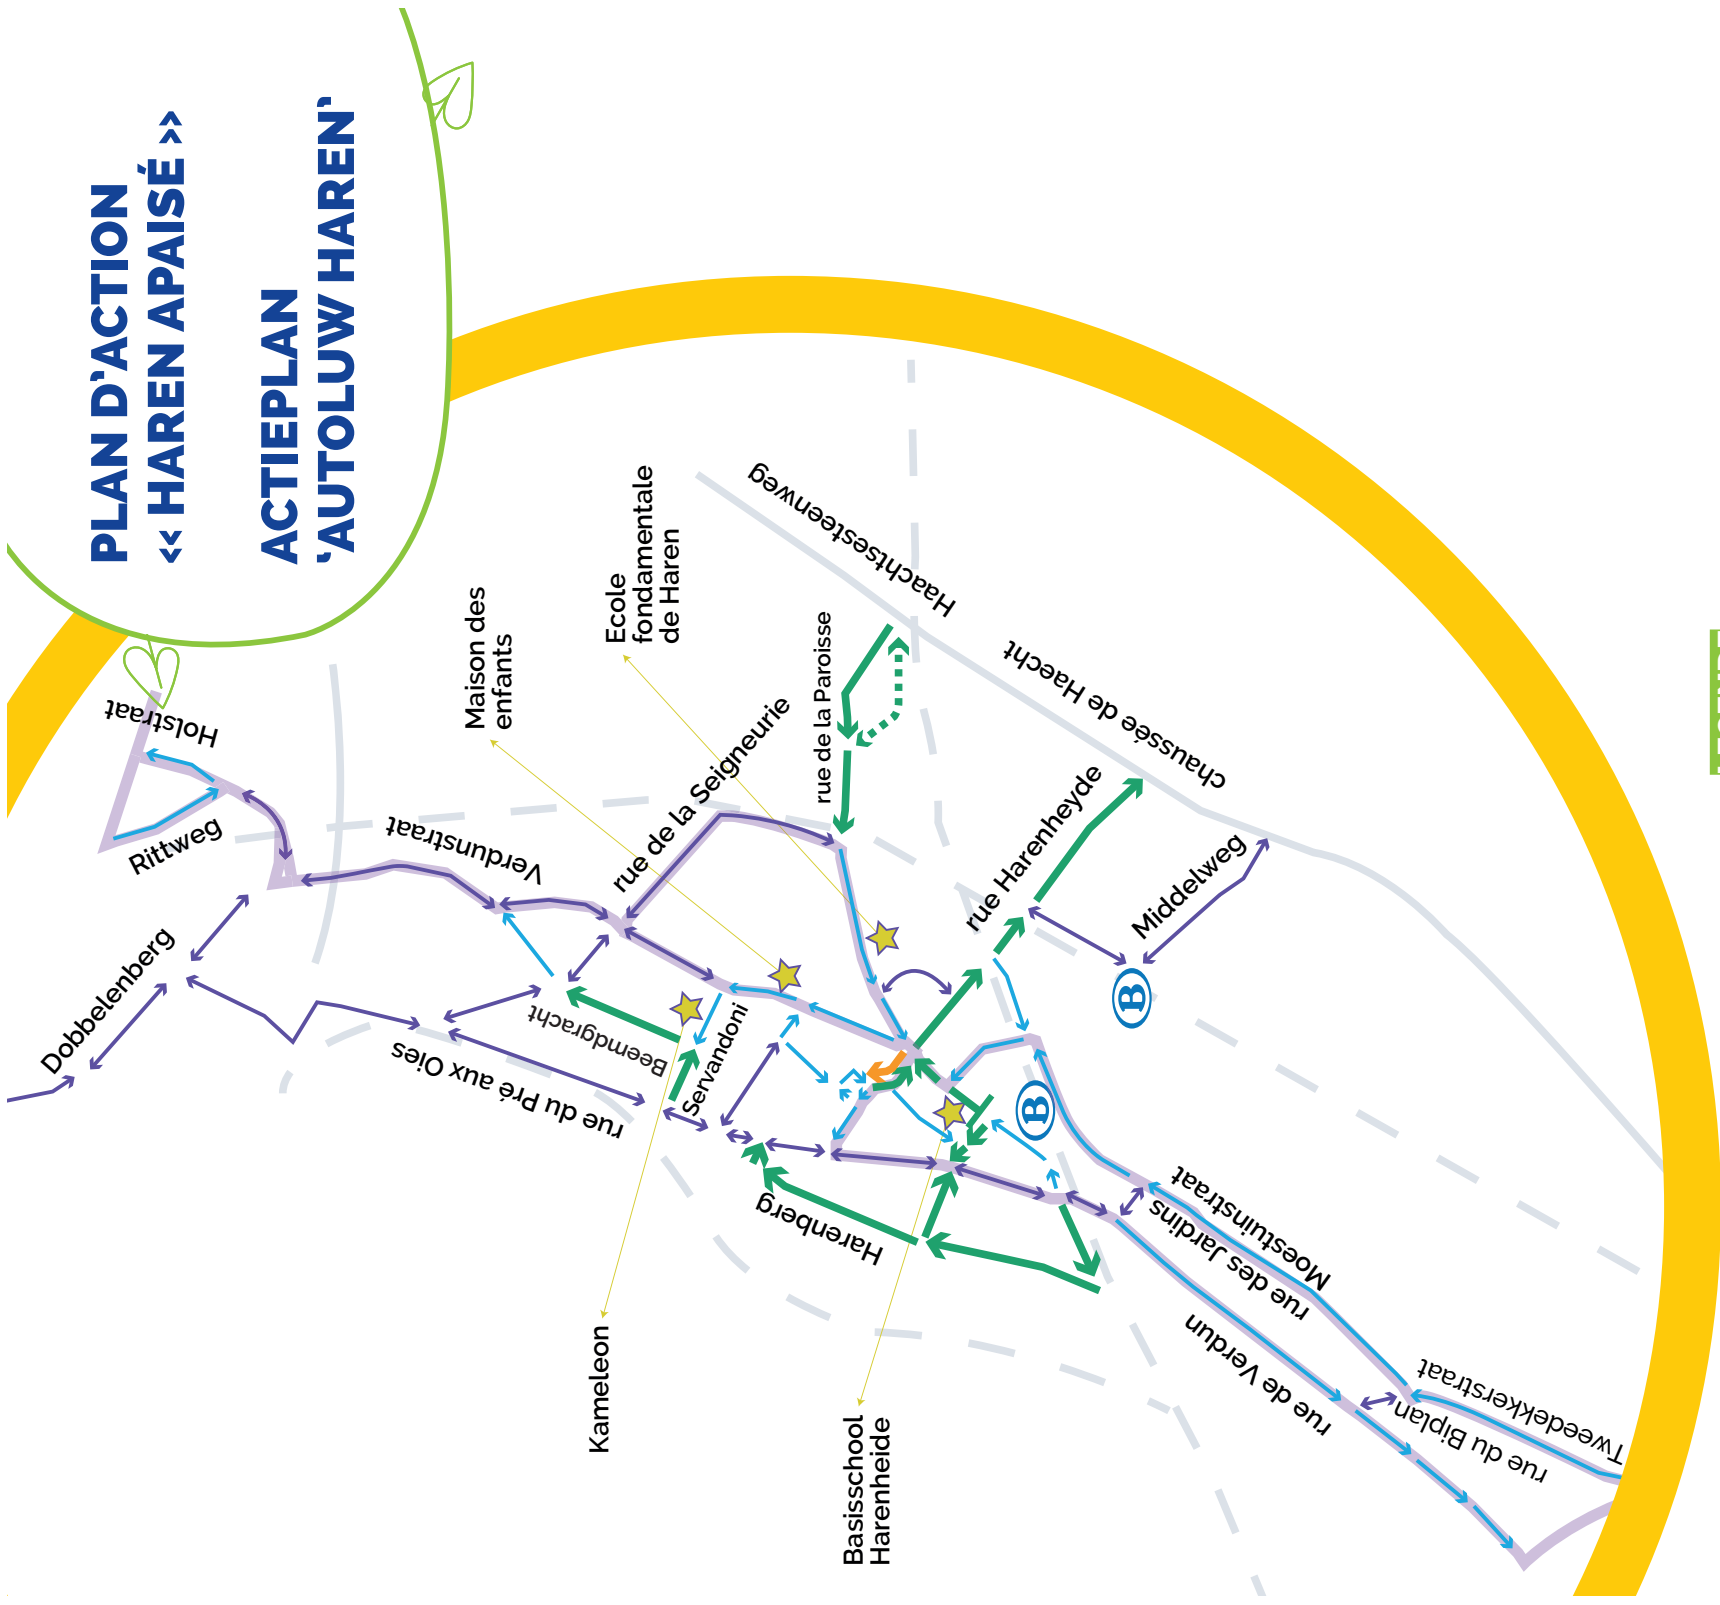 PLAN D'ACTION
« HAREN APAISÉ »
ACTIEPLAN
'AUTOLUW HAREN'
Holstraat
Rittweg
Verdunstraat
Dobbelenberg
Maison des
enfants
Ecole
fondamentale
de Haren
rue de la Seigneurie
rue de la Paroisse
Haachtsesteenweg
chaussée de Haecht
rue Harenheyde
Middelweg
B
B
Beemdgracht
rue du Pré aux Oies
Servandoni
Harenberg
Kameleon
Basisschool
Harenheide
Moestuinstraat
rue des Jardins
rue de Verdun
Tweedekkerstraat
rue du Biplan